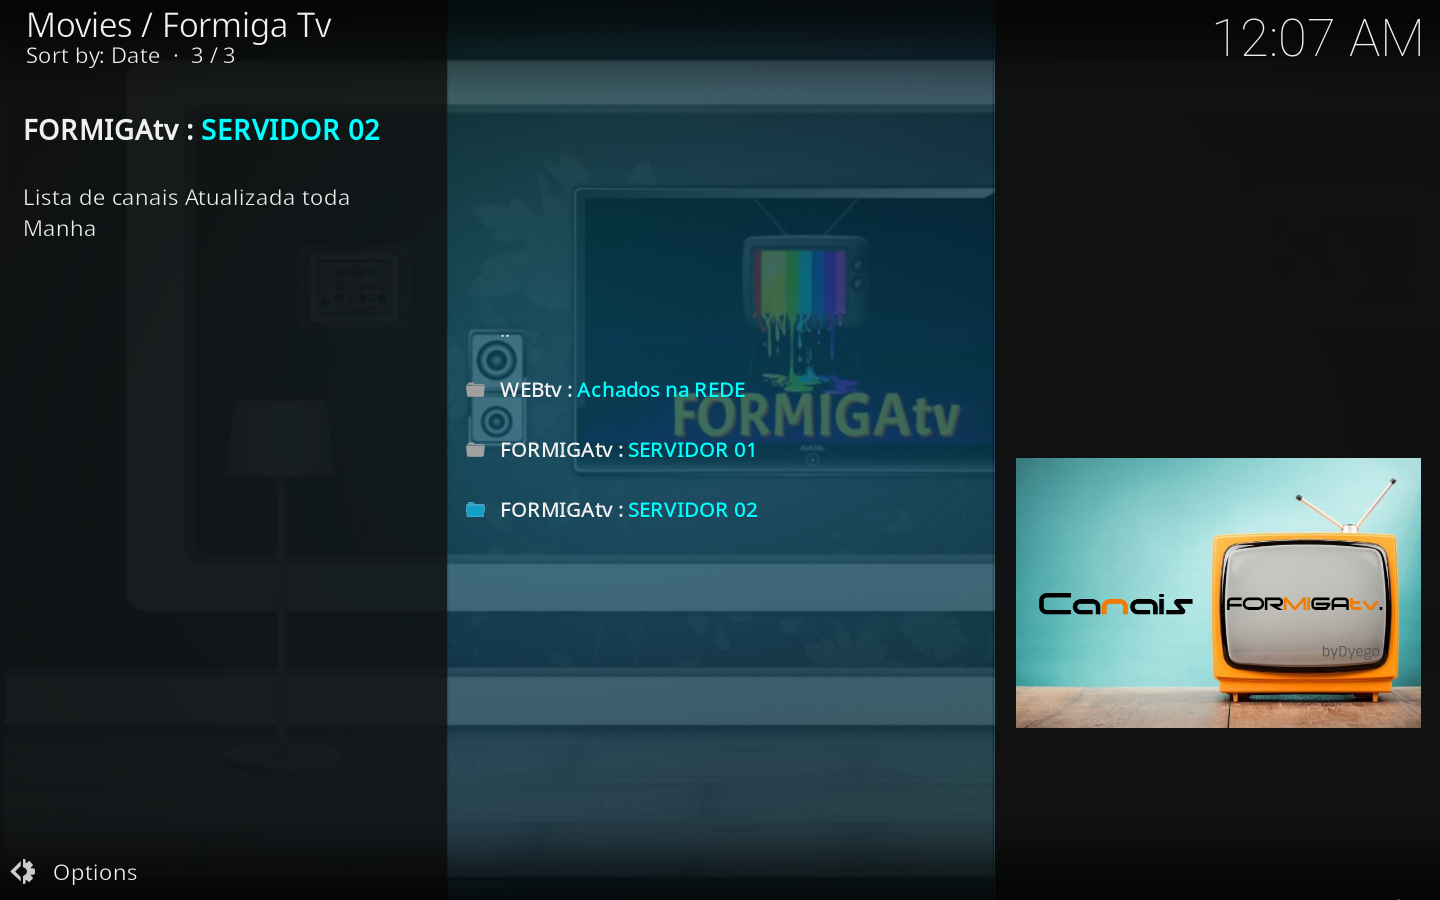 Movies / Formiga Tv
Sort by: Date · 3 / 3
12:07 AM
FORMIGAtv : SERVIDOR 02
Lista de canais Atualizada toda
Manha
..
WEBtv : Achados na REDE
FORMIGAtv
FORMIGAtv : SERVIDOR 01
FORMIGAtv : SERVIDOR 02
Canais
FORMIGAtv.
byDyego
Options